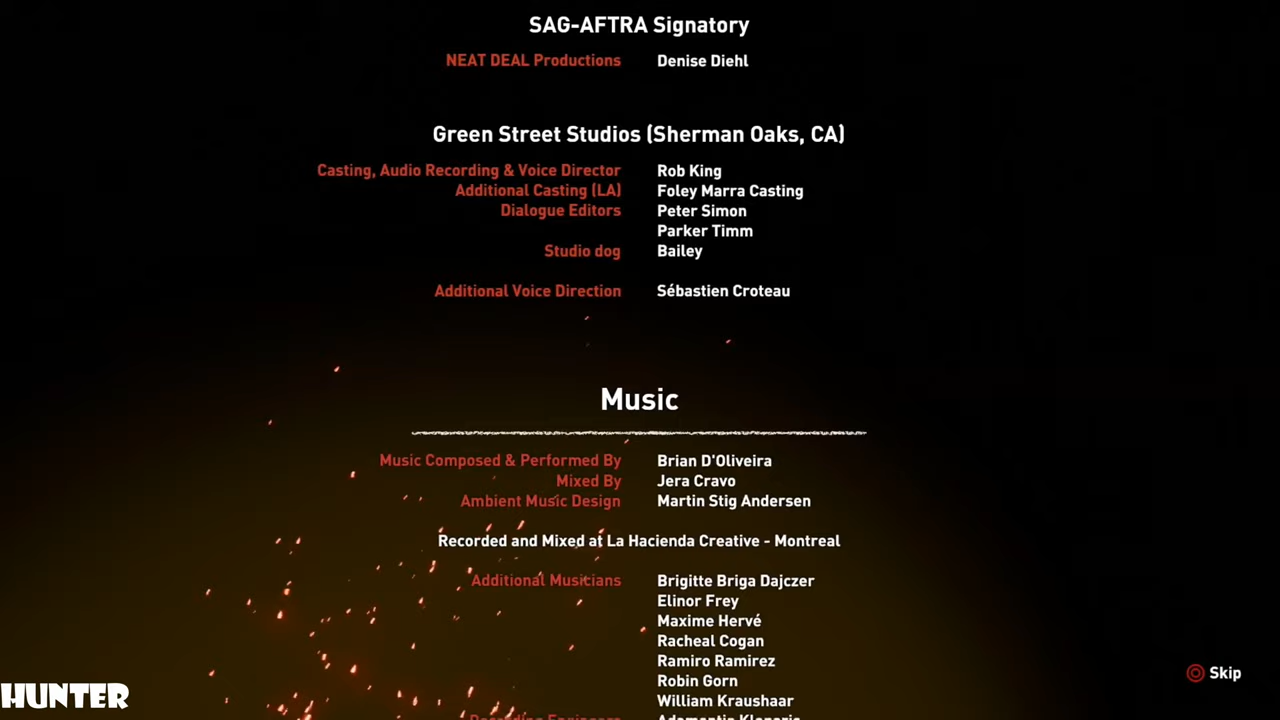 SAG-AFTRA Signatory
NEAT DEAL Productions Denise Diehl
Green Street Studios (Sherman Oaks, CA)
Casting, Audio Recording & Voice Director Rob King
Additional Casting (LA) Foley Marra Casting
Dialogue Editors Peter Simon
Parker Timm
Studio dog Bailey
Additional Voice Direction Sébastien Croteau
Music
Music Composed & Performed By Brian D'Oliveira
Mixed By Jera Cravo
Ambient Music Design Martin Stig Andersen
Recorded and Mixed at La Hacienda Creative - Montreal
Additional Musicians Brigitte Briga Dajczer
Elinor Frey
Maxime Hervé
Racheal Cogan
Ramiro Ramirez
Robin Gorn
Skip
HUNTER
William Kraushaar